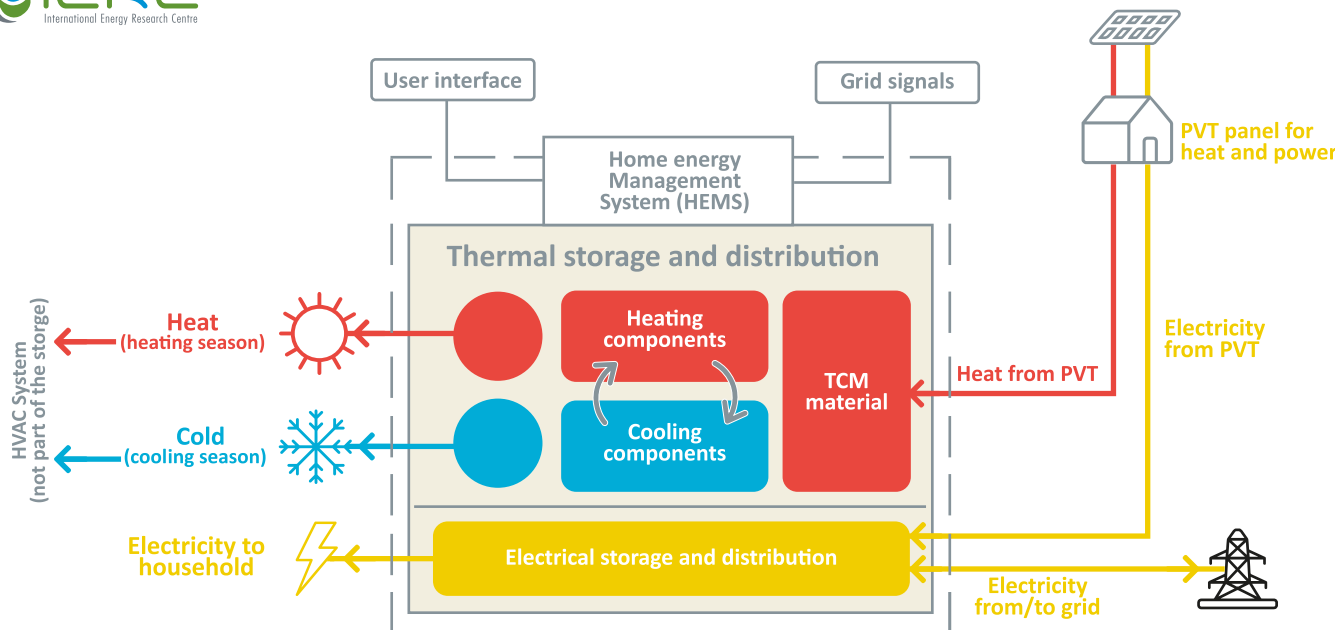 International Energy Research Centre
User interface
Grid signals
Home energy
Management
System (HEMS)
PVT panel for
heat and power
Thermal storage and distribution
Heat
(heating season)
Heating
components
TCM
material
Heat from PVT
Electricity
from PVT
HVAC System
(not part of the storge)
Cold
(cooling season)
Cooling
components
Electricity to
household
Electrical storage and distribution
Electricity
from/to grid